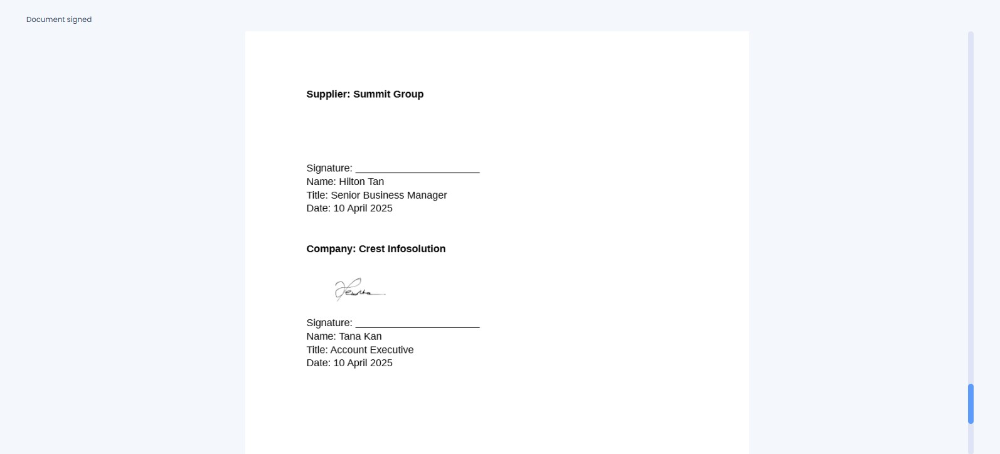 Document signed
Supplier: Summit Group
Signature: ______________________
Name: Hilton Tan
Title: Senior Business Manager
Date: 10 April 2025
Company: Crest Infosolution
Signature: ______________________
Name: Tana Kan
Title: Account Executive
Date: 10 April 2025